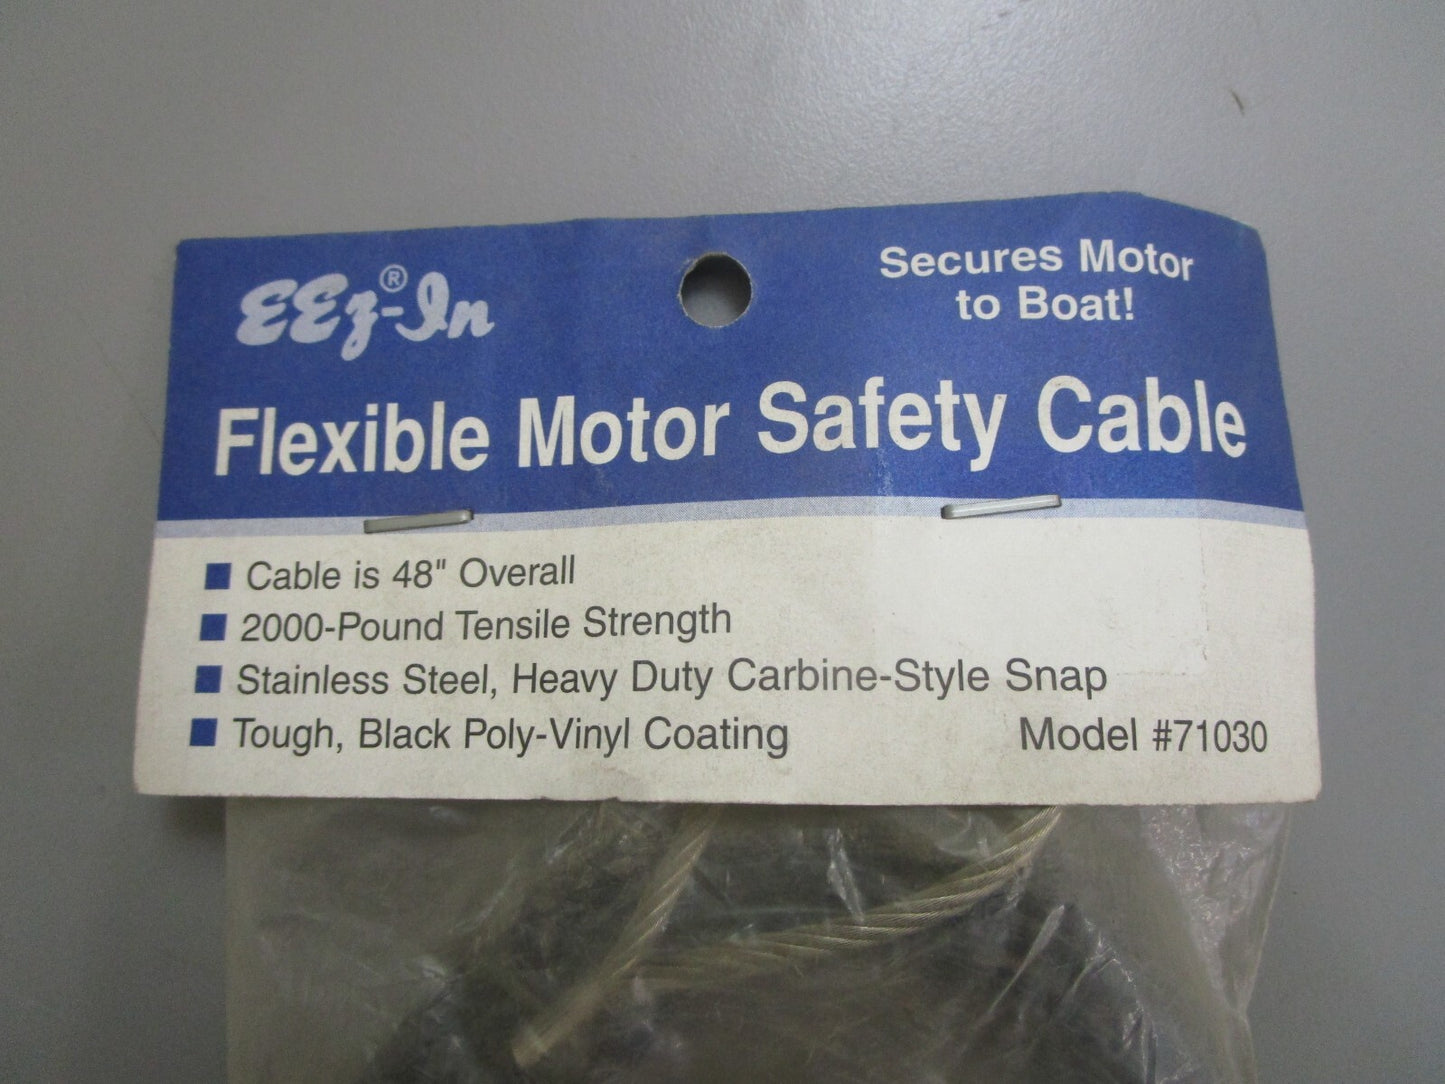 EEz®-In
Secures Motor
to Boat!
Flexible Motor Safety Cable
■ Cable is 48" Overall
■ 2000-Pound Tensile Strength
■ Stainless Steel, Heavy Duty Carbine-Style Snap
■ Tough, Black Poly-Vinyl Coating
Model #71030